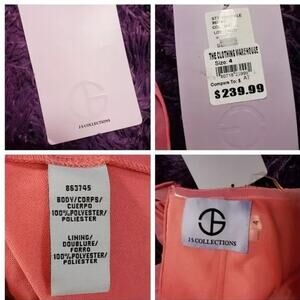 JS COLLECTIONS
THE CLOTHING WAREHOUSE
Size: 4
Compare To: $
$239.99
863745
BODY/CORPS/
CUERPO
100%POLYESTER/
POLIESTER
LINING/
DOUBLURE/
FORRO
100%POLYESTER/
POLIESTER
JS COLLECTIONS